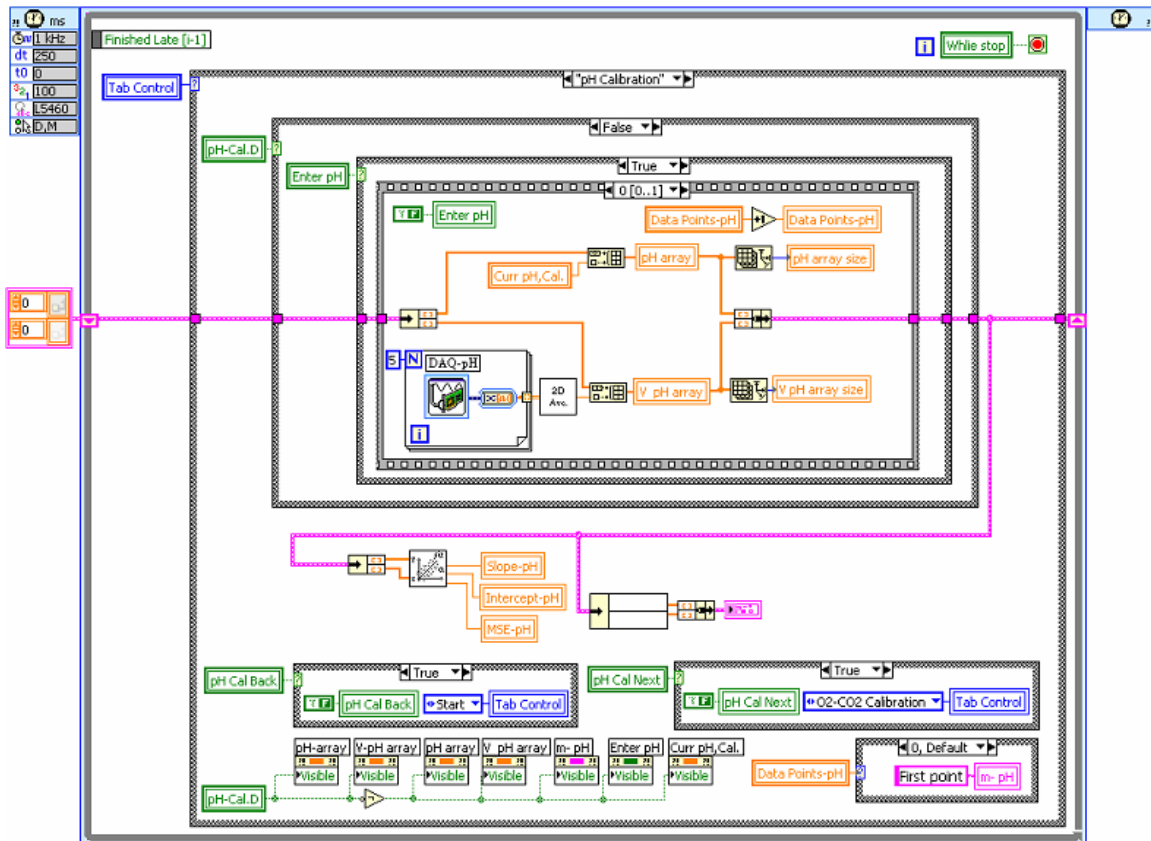 ms
1 kHz
dt 250
t0 0
100
L5460
D,M
Finished Late [i-1]
i
Whlie stop
Tab Control
"pH Calibration"
pH-Cal.D
False
Enter pH
True
0 [0..1]
F
Enter pH
Data Points-pH
+1
Data Points-pH
Curr pH,Cal.
pH array
pH array size
0
0
5
N
DAQ-pH
i
2D
Ave.
V pH array
V pH array size
Slope-pH
Intercept-pH
MSE-pH
pH Cal Back
True
F
pH Cal Back
Start
Tab Control
pH Cal Next
True
F
pH Cal Next
O2-CO2 Calibration
Tab Control
pH-array
V-pH array
pH array
V pH array
m- pH
Enter pH
Curr pH,Cal.
Visible
Visible
Visible
Visible
Visible
Visible
Visible
pH-Cal.D
Data Points-pH
0, Default
First point
m- pH